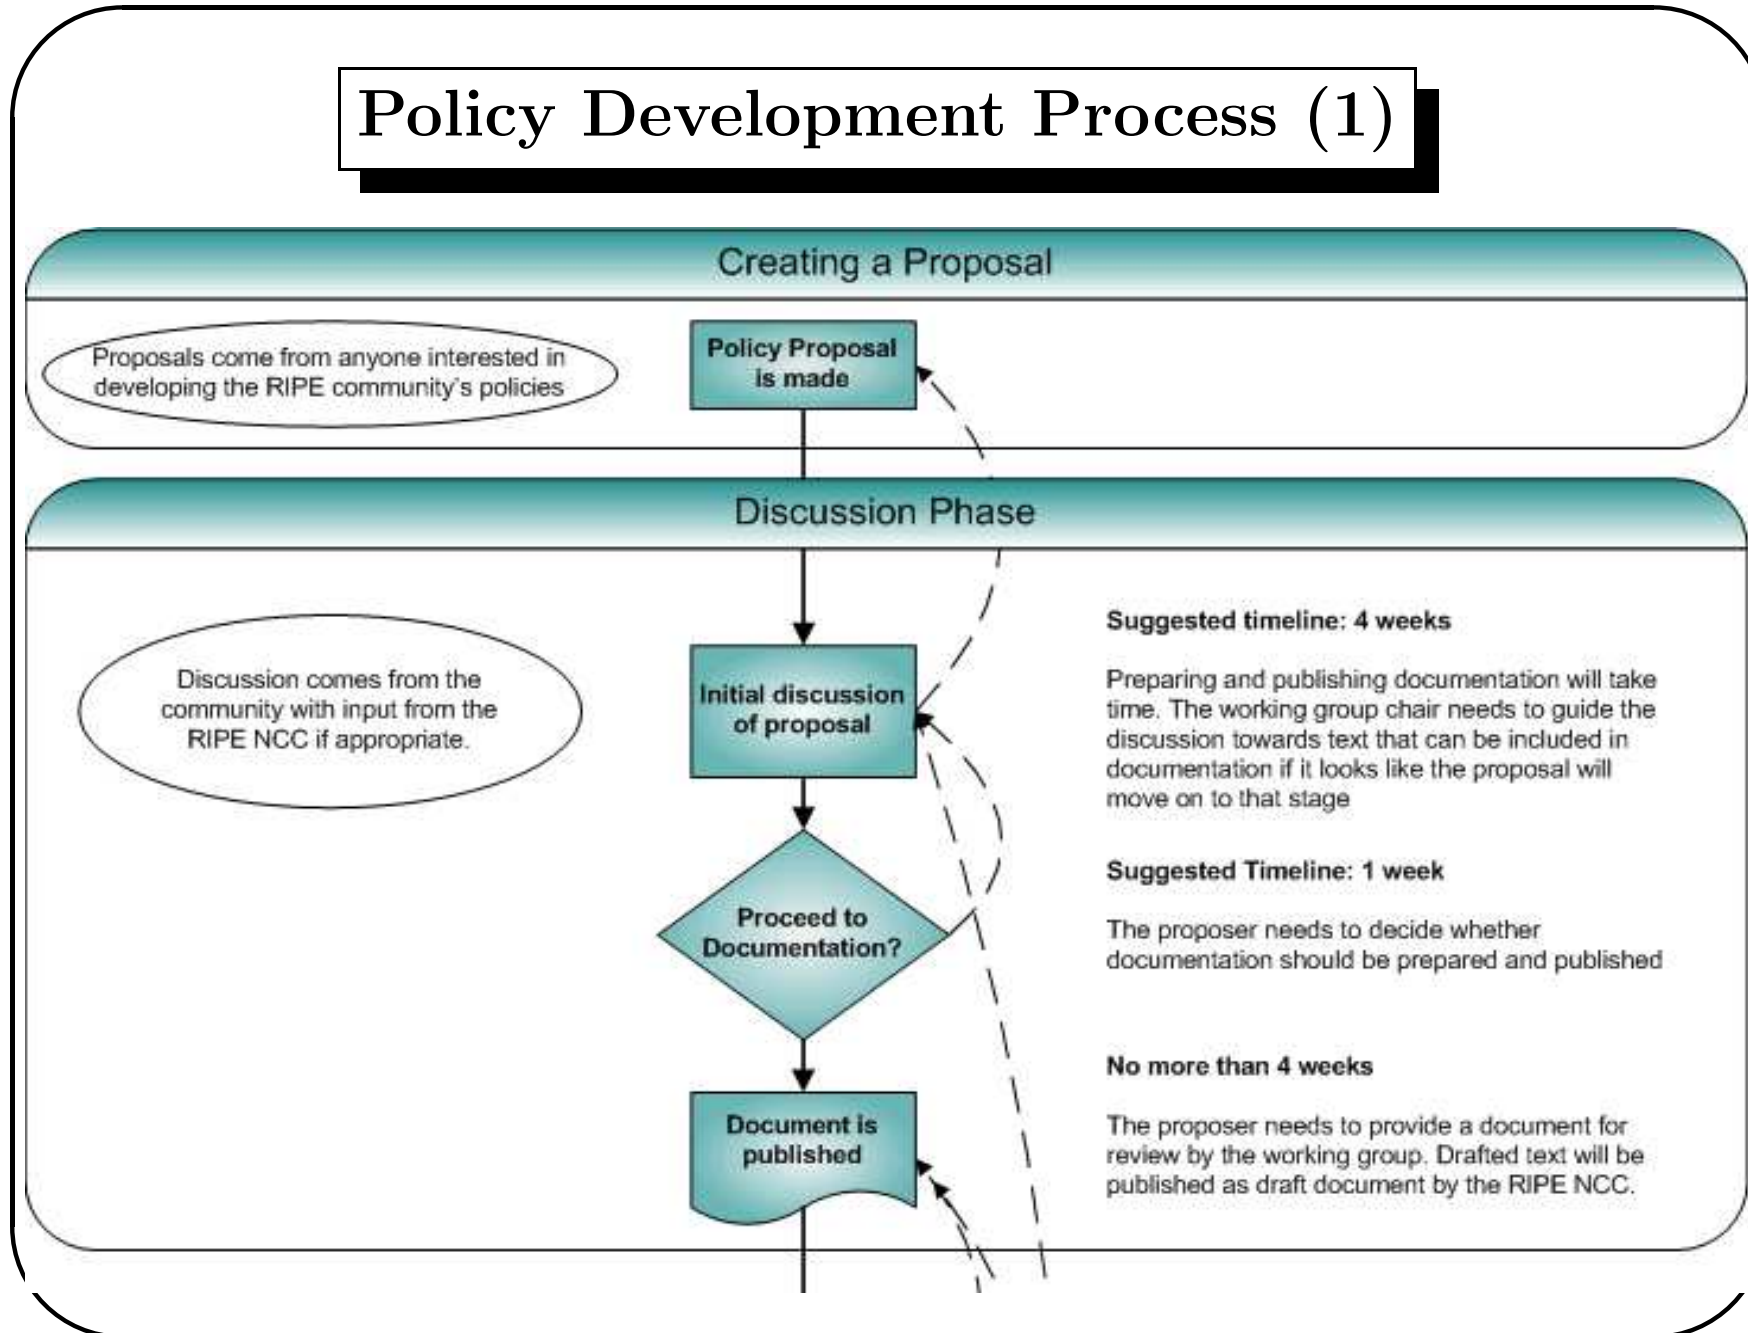 Policy Development Process (1)
Creating a Proposal
Proposals come from anyone interested in
developing the RIPE community's policies
Policy Proposal
is made
Discussion Phase
Discussion comes from the
community with input from the
RIPE NCC if appropriate.
Initial discussion
of proposal
Suggested timeline: 4 weeks
Preparing and publishing documentation will take
time. The working group chair needs to guide the
discussion towards text that can be included in
documentation if it looks like the proposal will
move on to that stage
Proceed to
Documentation?
Suggested Timeline: 1 week
The proposer needs to decide whether
documentation should be prepared and published
Document is
published
No more than 4 weeks
The proposer needs to provide a document for
review by the working group. Drafted text will be
published as draft document by the RIPE NCC.